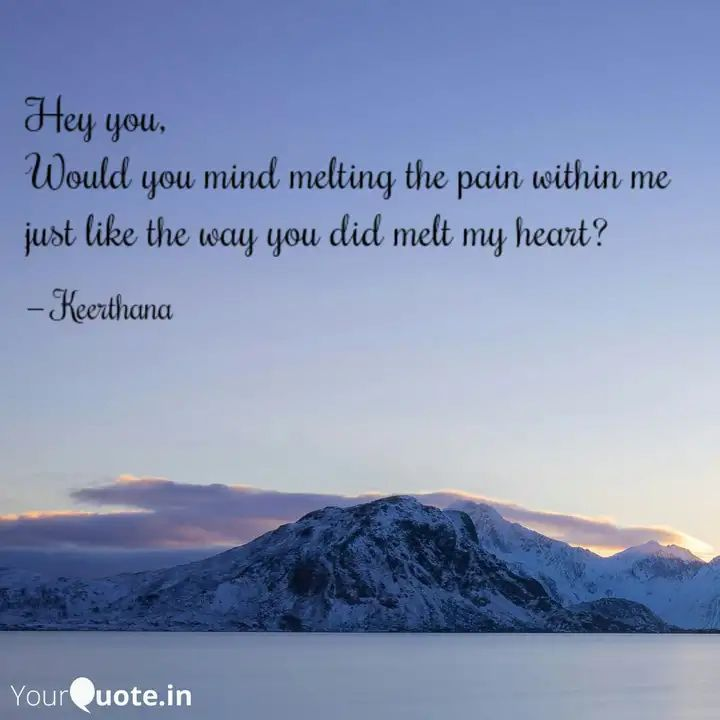 Hey you,
Would you mind melting the pain within me
just like the way you did melt my heart?
– Keerthana
YourQuote.in